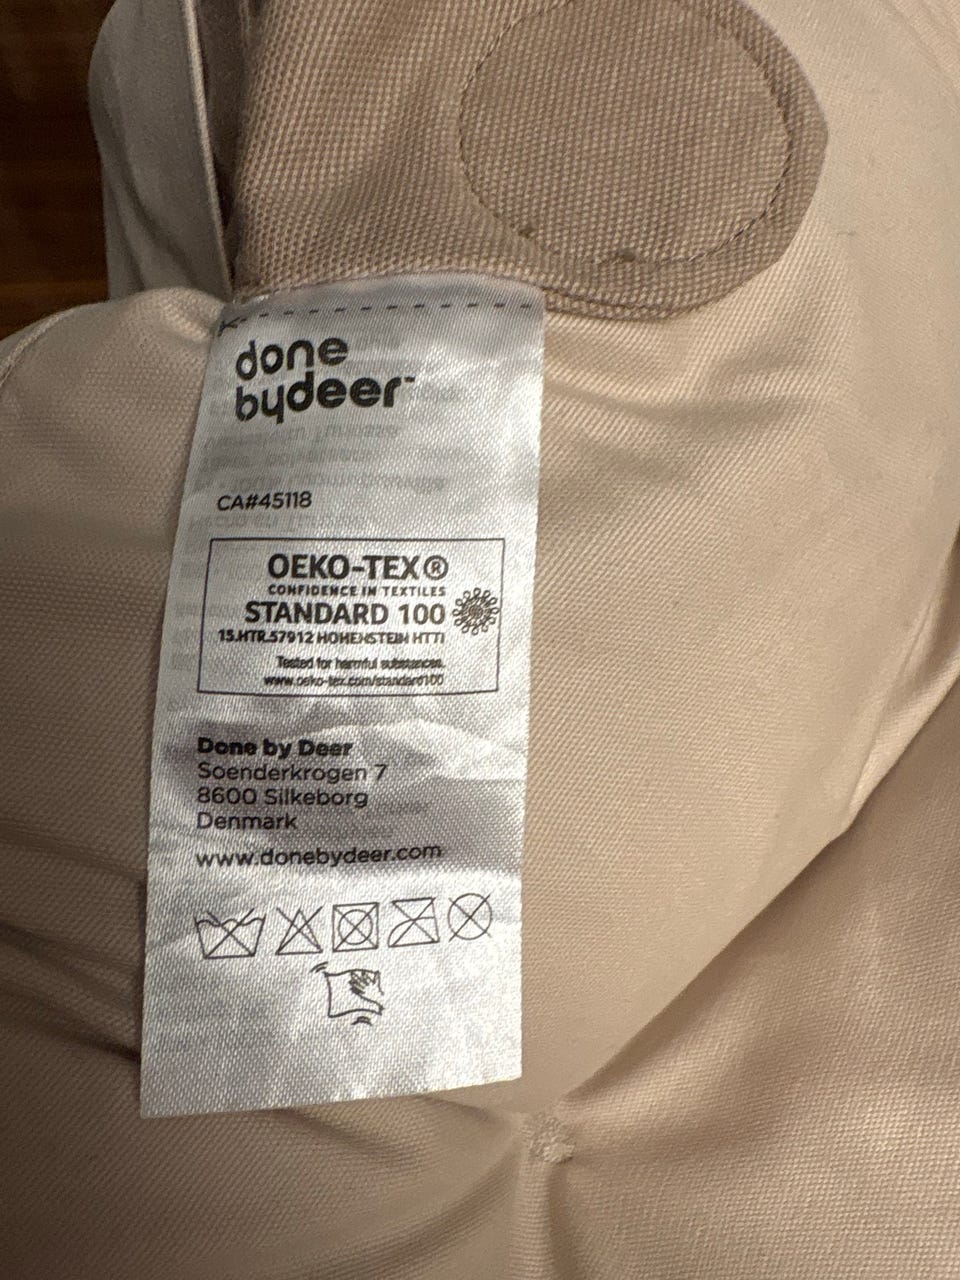 done
bydeer™
CA#45118
OEKO-TEX®
CONFIDENCE IN TEXTILES
STANDARD 100
15.HTR.57912 HOHENSTEIN HTTI
Tested for harmful substances.
www.oeko-tex.com/standard100
Done by Deer
Soenderkrogen 7
8600 Silkeborg
Denmark
www.donebydeer.com